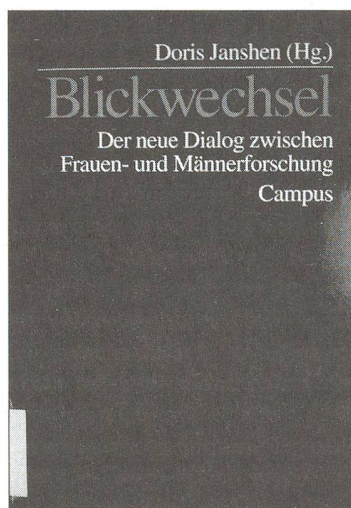 Doris Janshen (Hg.)
Blickwechsel
Der neue Dialog zwischen
Frauen- und Männerforschung
Campus